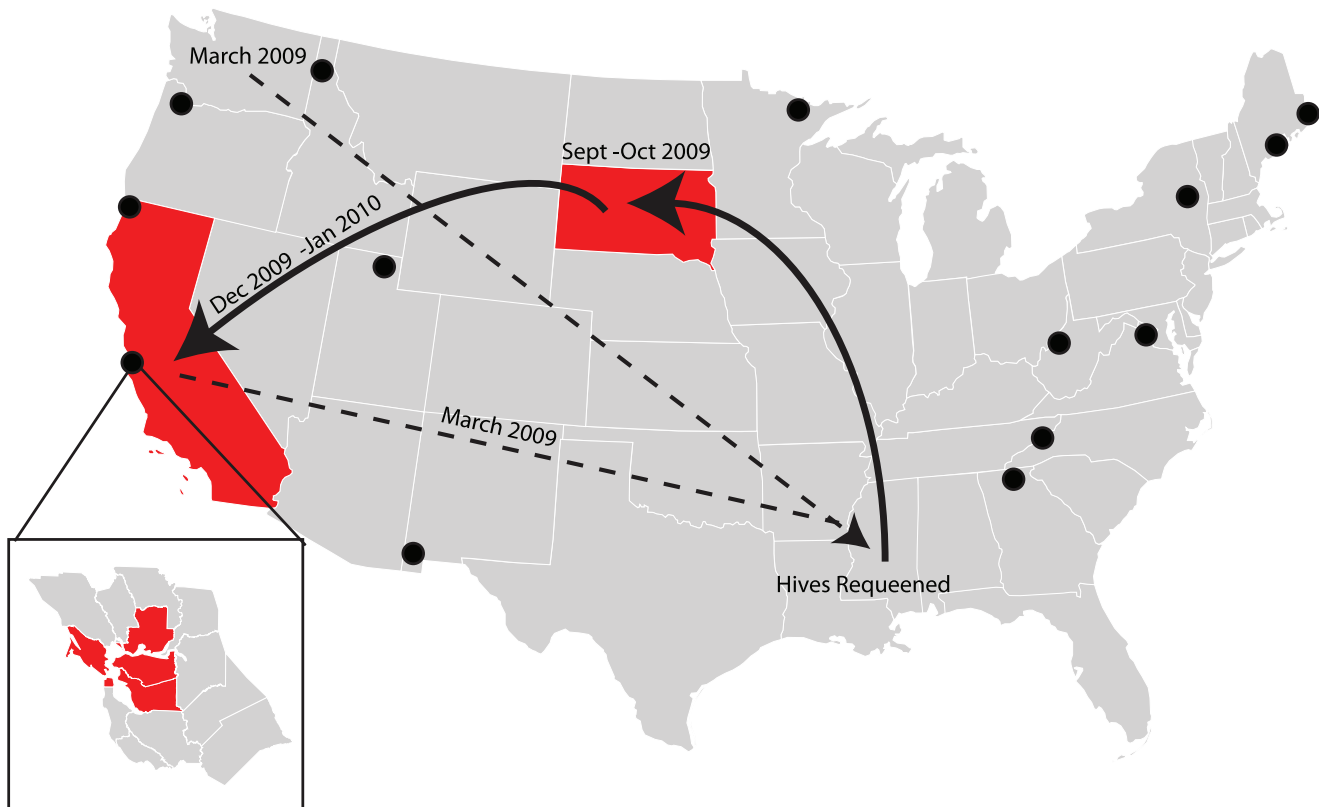 March 2009
Sept -Oct 2009
Dec 2009 -Jan 2010
March 2009
Hives Requeened